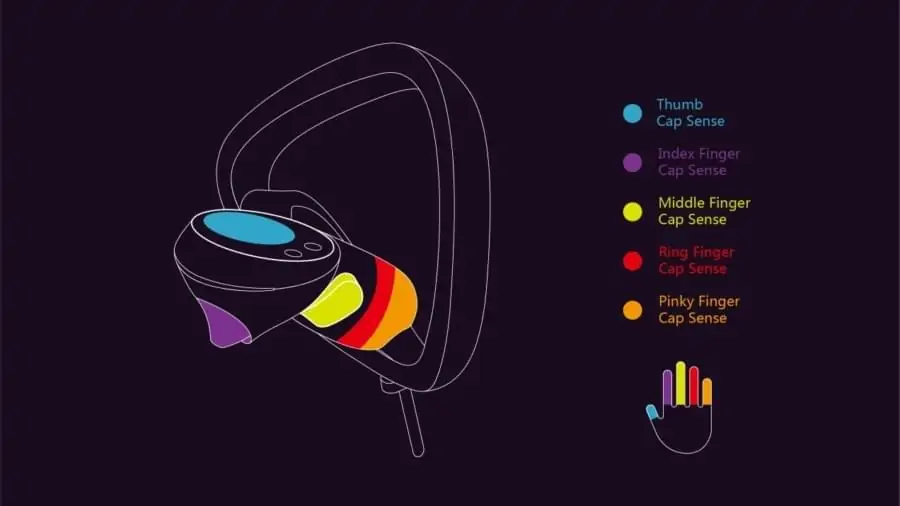 Thumb
Cap Sense
Index Finger
Cap Sense
Middle Finger
Cap Sense
Ring Finger
Cap Sense
Pinky Finger
Cap Sense